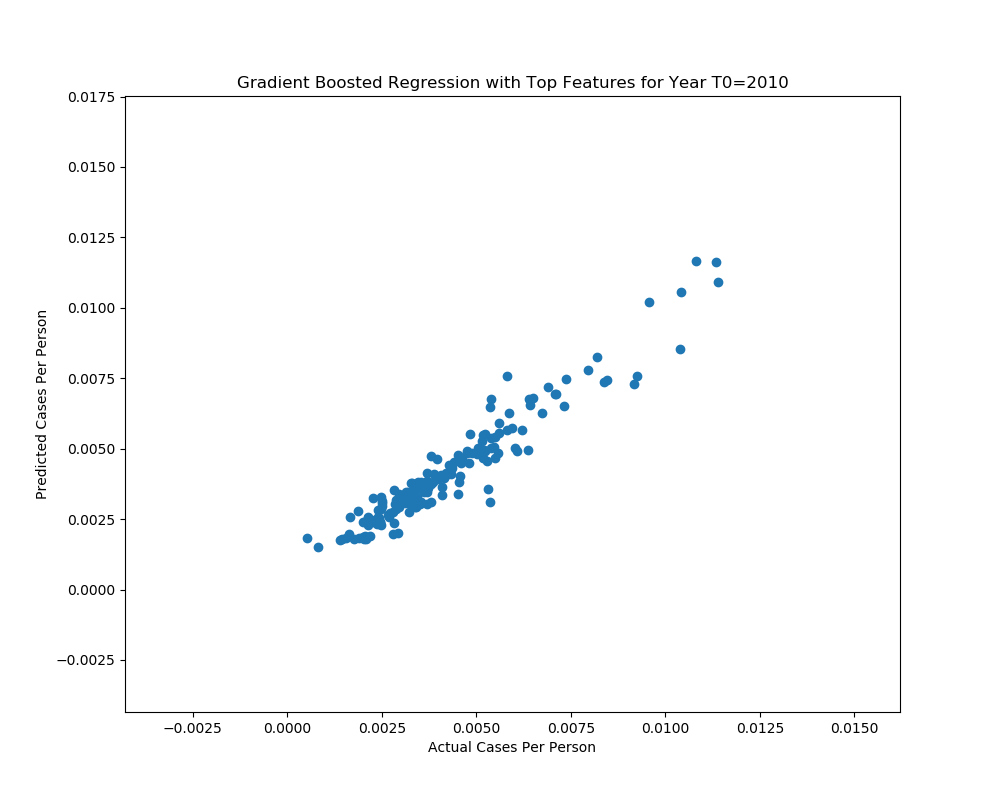 Gradient Boosted Regression with Top Features for Year T0=2010
0.0175
0.0150
0.0125
0.0100
0.0075
0.0050
0.0025
0.0000
−0.0025
Predicted Cases Per Person
−0.0025 0.0000 0.0025 0.0050 0.0075 0.0100 0.0125 0.0150
Actual Cases Per Person